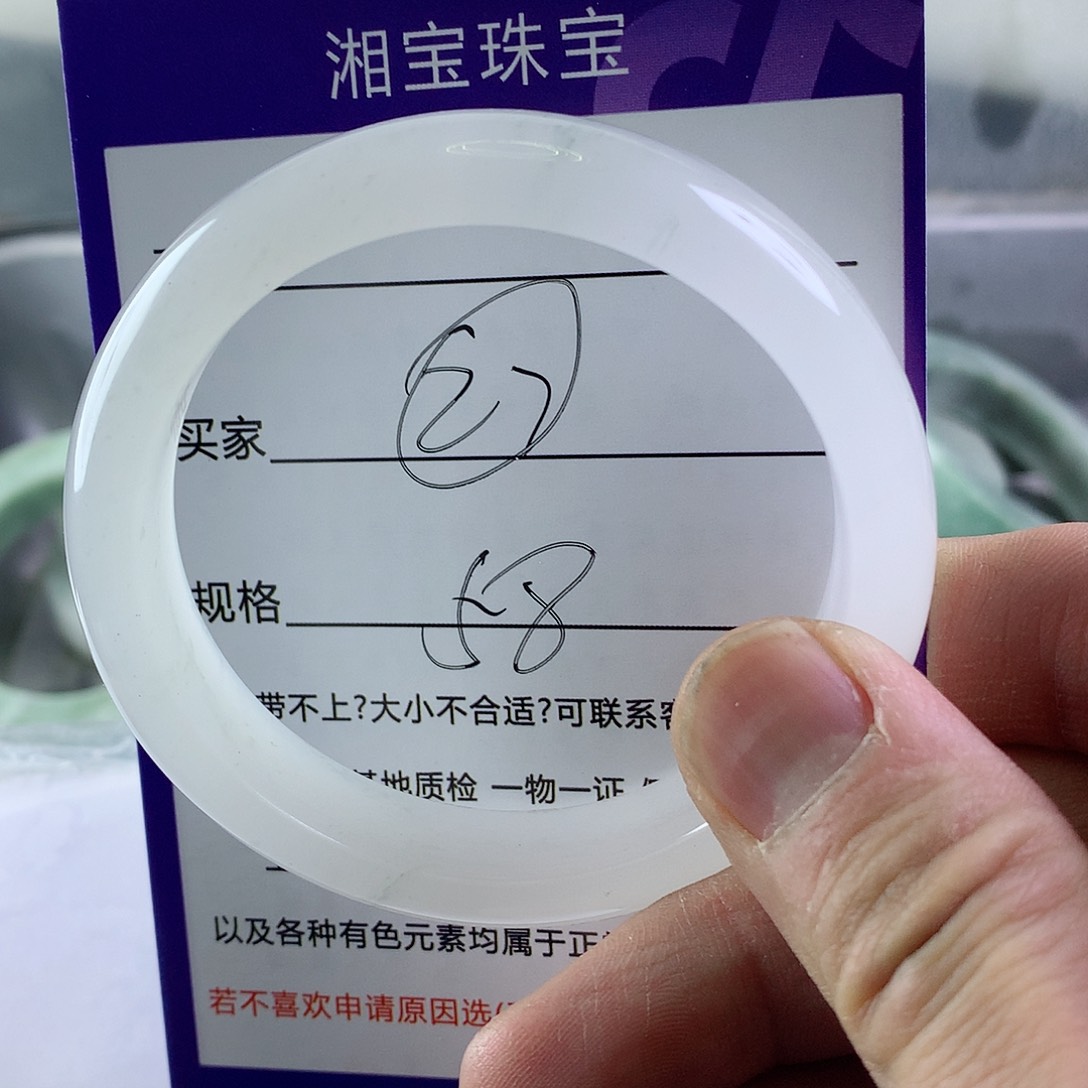 湘宝珠宝
买家
规格 58
带不上?大小不合适?可联系客
地质检 一物一证
以及各种有色元素均属于正
若不喜欢申请原因选(